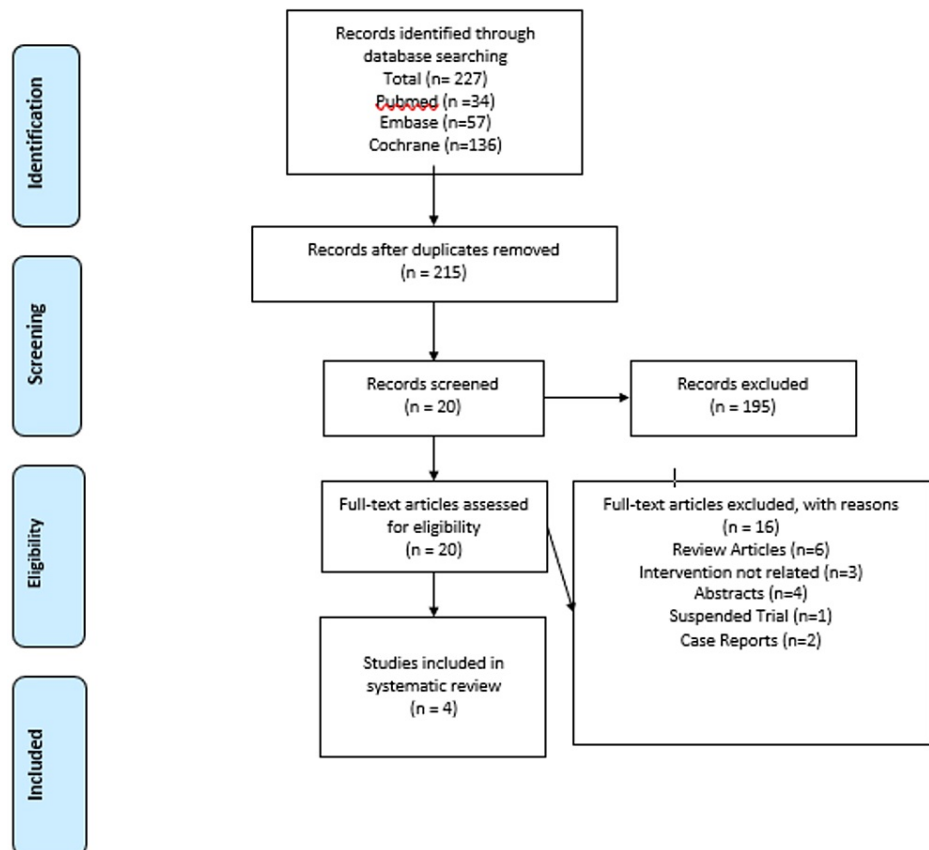 Identification
Records identified through
database searching
Total (n= 227)
Pubmed (n =34)
Embase (n=57)
Cochrane (n=136)
Records after duplicates removed
(n = 215)
Screening
Records screened
(n = 20)
Records excluded
(n = 195)
Eligibility
Full-text articles assessed
for eligibility
(n = 20)
Full-text articles excluded, with reasons
(n = 16)
Review Articles (n=6)
Intervention not related (n=3)
Abstracts (n=4)
Suspended Trial (n=1)
Case Reports (n=2)
Included
Studies included in
systematic review
(n = 4)